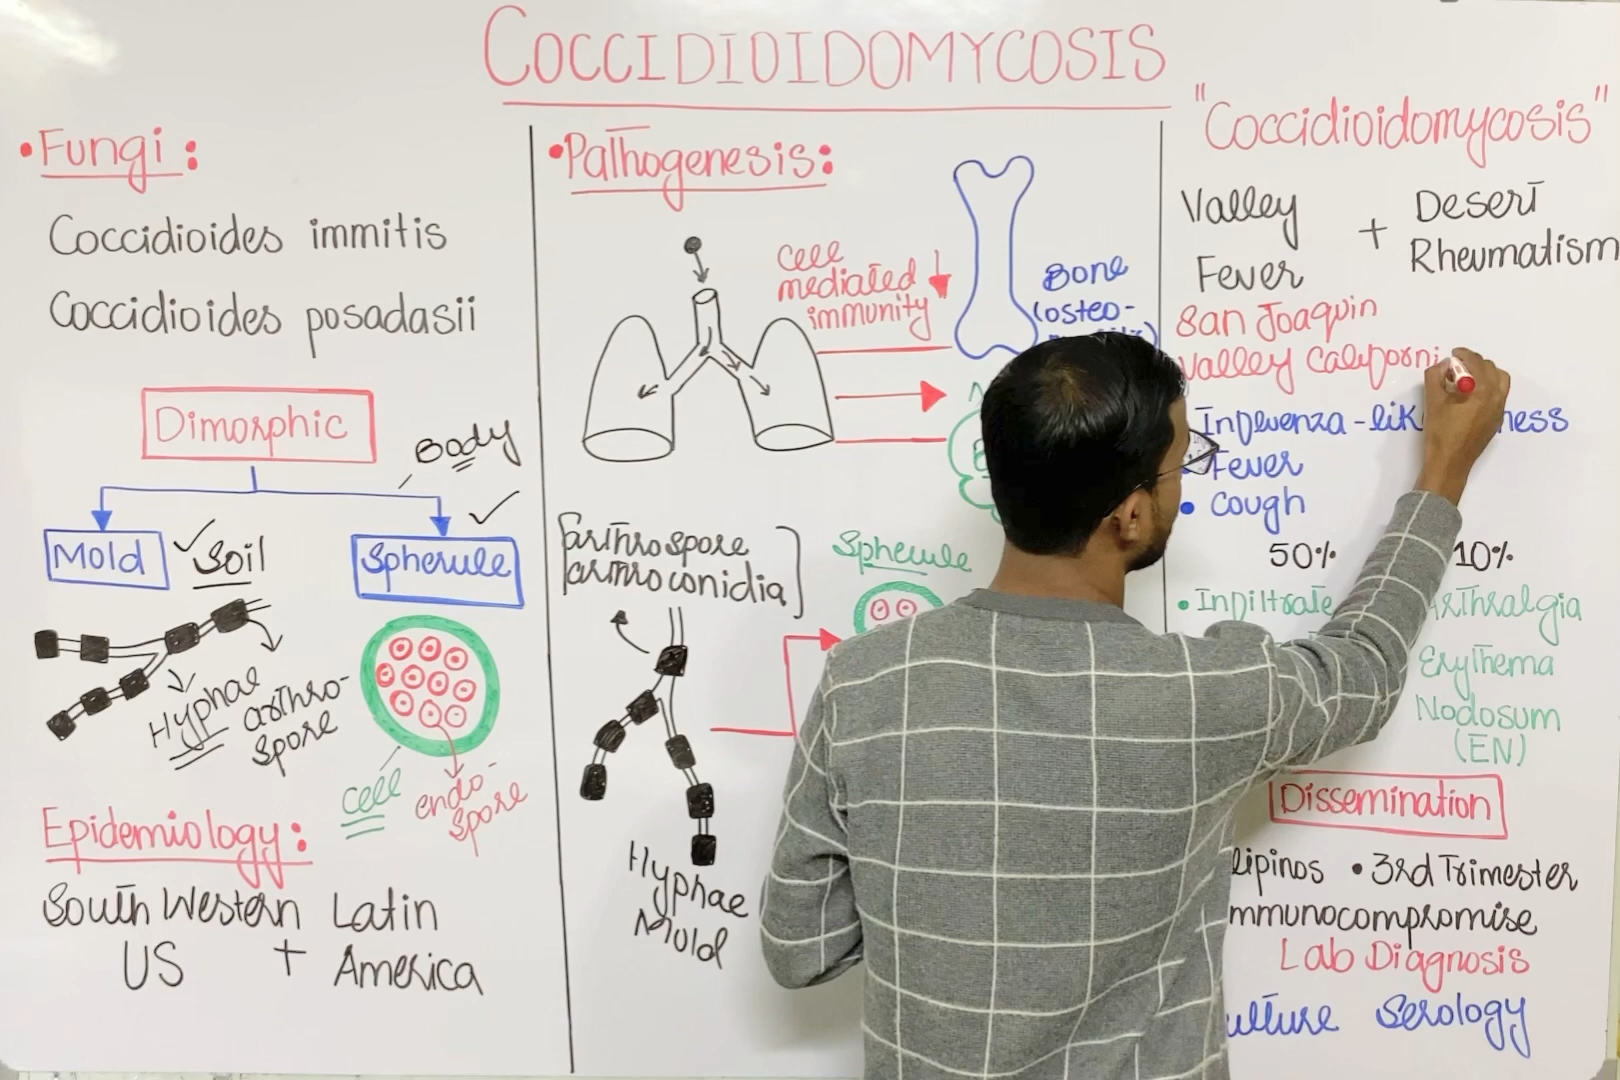 COCCIDIOIDOMYCOSIS
•Fungi:
Coccidioides immitis
Coccidioides posadasii
Dimorphic
Body
Mold
Soil
Spherule
Hyphae
arthro-
spore
cell
endo-
spore
Epidemiology:
South Western Latin
US + America
•Pathogenesis:
cell
mediated
immunity
Bone
(osteo-
arthrospore
arthroconidia
Spherule
Hyphae
Mold
"Coccidioidomycosis"
Valley
Fever
+
Desert
Rheumatism
San Joaquin
Valley Californi
Influenza-lik ness
Fever
• Cough
50%
10%
• Infiltrate
Arthralgia
Erythema
Nodosum
(EN)
Dissemination
lipinos • 3rd Trimester
mmunocompromise
Lab Diagnosis
ulture Serology